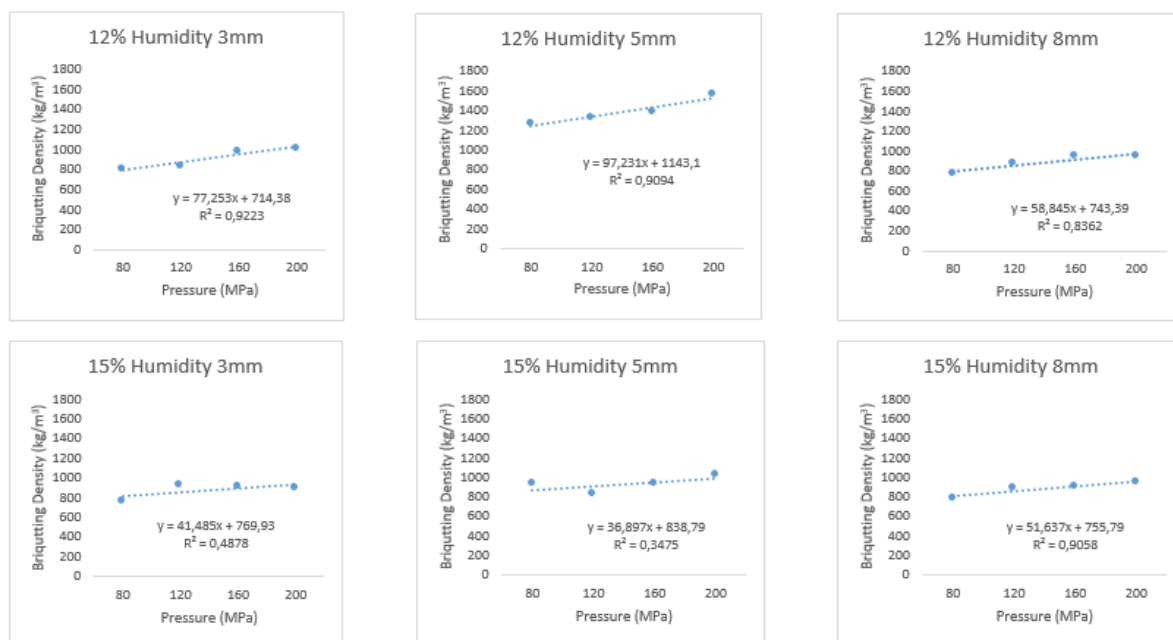 12% Humidity 3mm
1800
1600
1400
1200
1000
800
600
400
200
0
Briqutting Density (kg/m³)
y = 77,253x + 714,38
R² = 0,9223
80 120 160 200
Pressure (MPa)
12% Humidity 5mm
1800
1600
1400
1200
1000
800
600
400
200
0
Briqutting Density (kg/m³)
y = 97,231x + 1143,1
R² = 0,9094
80 120 160 200
Pressure (MPa)
12% Humidity 8mm
1800
1600
1400
1200
1000
800
600
400
200
0
Briqutting Density (kg/m³)
y = 58,845x + 743,39
R² = 0,8362
80 120 160 200
Pressure (MPa)
15% Humidity 3mm
1800
1600
1400
1200
1000
800
600
400
200
0
Briqutting Density (kg/m³)
y = 41,485x + 769,93
R² = 0,4878
80 120 160 200
Pressure (MPa)
15% Humidity 5mm
1800
1600
1400
1200
1000
800
600
400
200
0
Briqutting Density (kg/m³)
y = 36,897x + 838,79
R² = 0,3475
80 120 160 200
Pressure (MPa)
15% Humidity 8mm
1800
1600
1400
1200
1000
800
600
400
200
0
Briqutting Density (kg/m³)
y = 51,637x + 755,79
R² = 0,9058
80 120 160 200
Pressure (MPa)